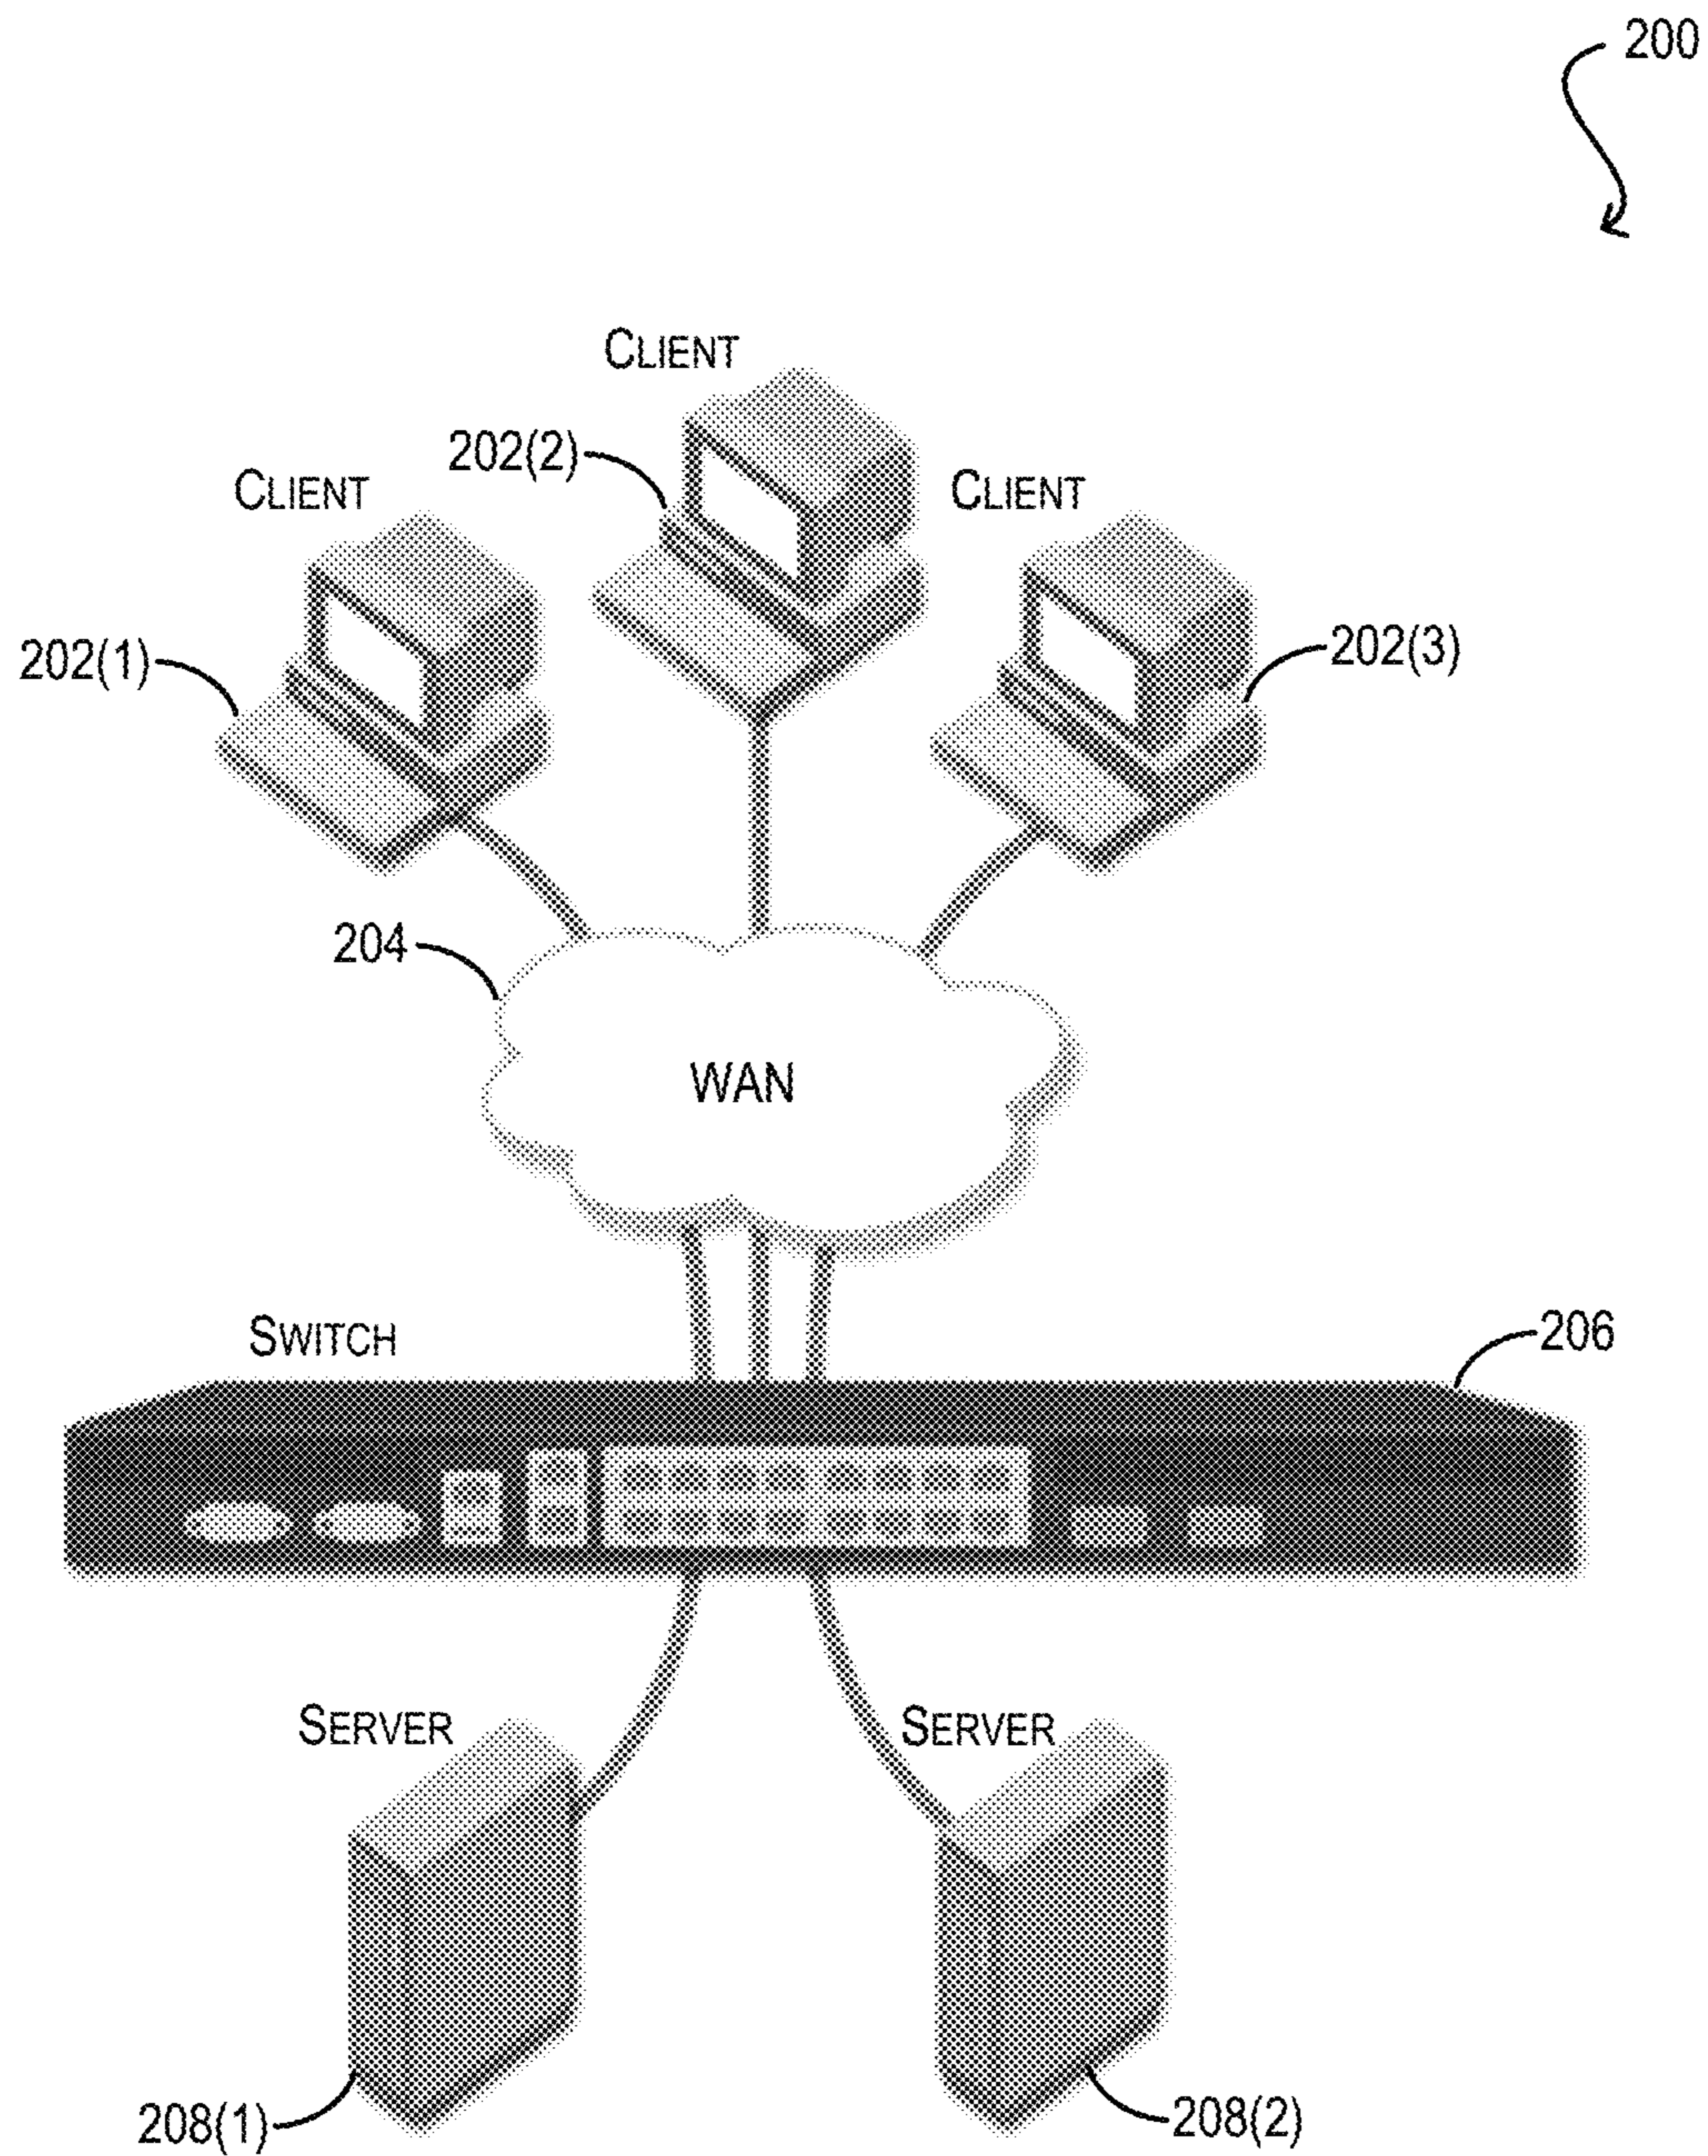 200
CLIENT
202(2)
CLIENT
CLIENT
202(1)
202(3)
204
WAN
SWITCH
206
SERVER
SERVER
208(1)
208(2)